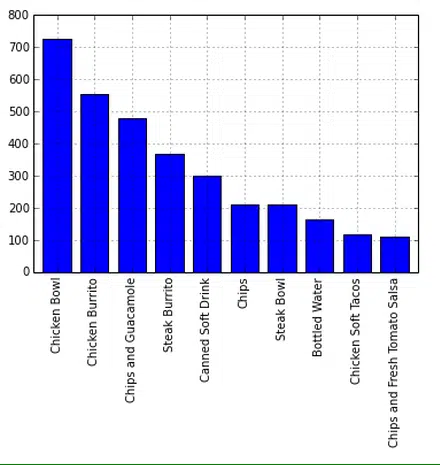 800
700
600
500
400
300
200
100
0
Chicken Bowl
Chicken Burrito
Chips and Guacamole
Steak Burrito
Canned Soft Drink
Chips
Steak Bowl
Bottled Water
Chicken Soft Tacos
Chips and Fresh Tomato Salsa